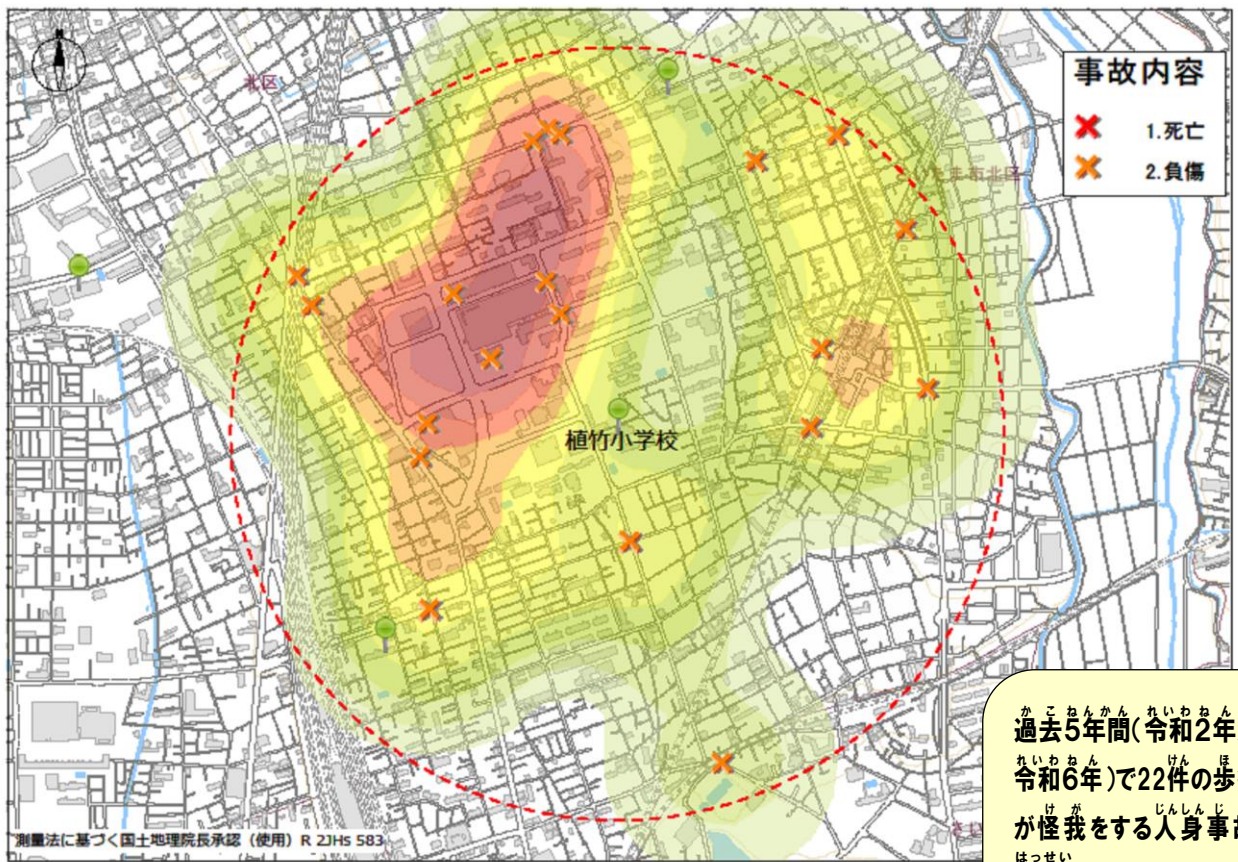 北区
事故内容
1.死亡
2.負傷
ま市北区
植竹小学校
過去5年間(令和2年
かこねんかん れいわねん
令和6年)で22件の歩
れいわねん けん ほ
が怪我をする人身事故
けが じんしんじ
はっせい
測量法に基づく国土地理院長承認(使用) R 2JHs 583